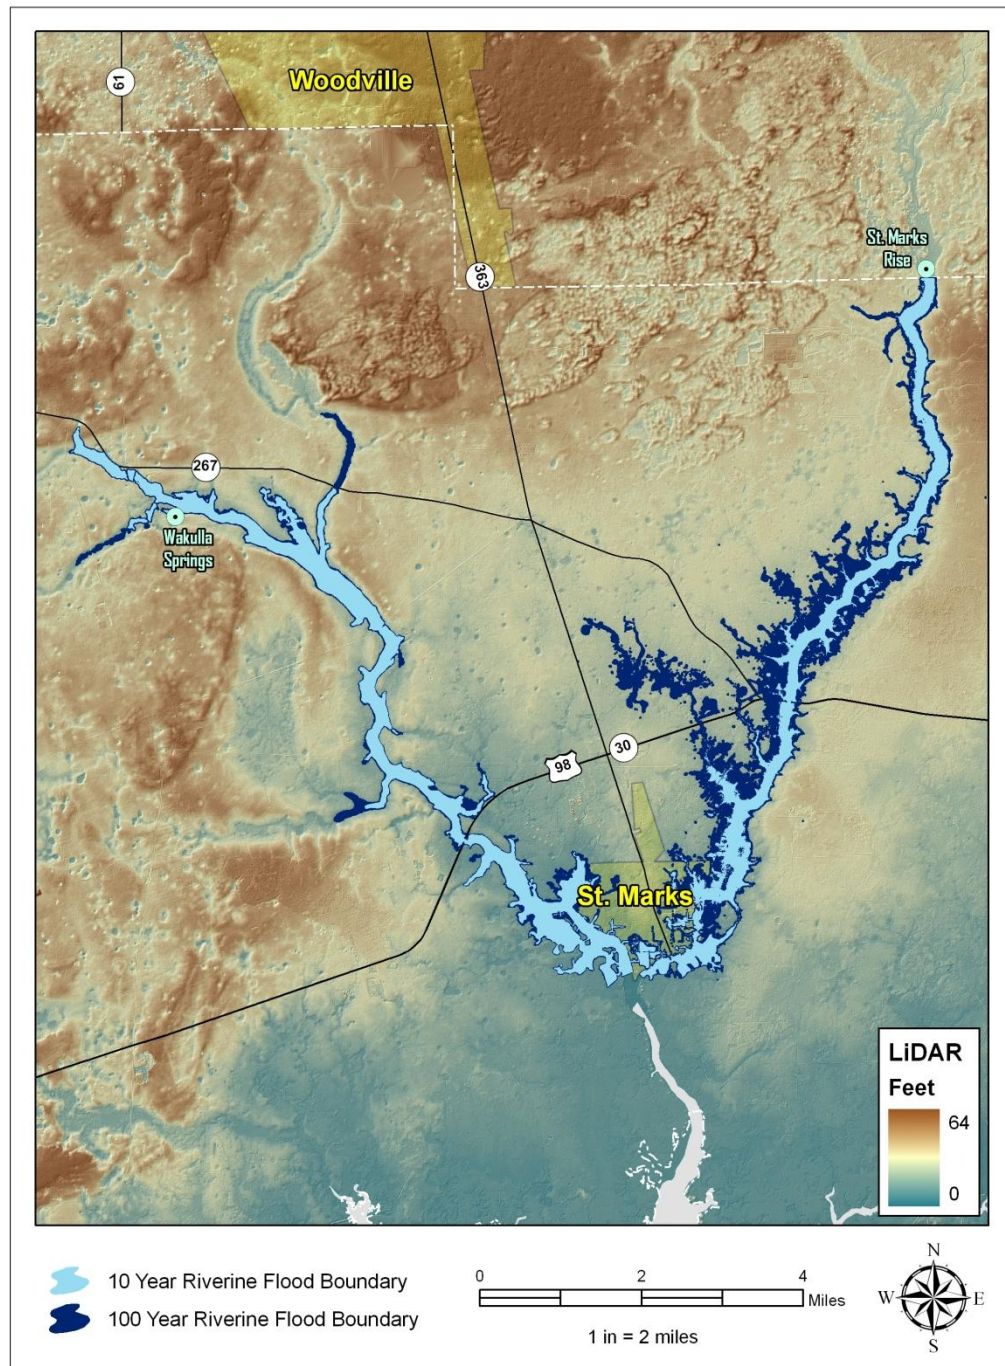 Woodville
61
363
St. Marks
Rise
267
Wakulla
Springs
98
30
St. Marks
LiDAR
Feet
64
0
10 Year Riverine Flood Boundary
100 Year Riverine Flood Boundary
0 2 4
Miles
1 in = 2 miles
N
W E
S